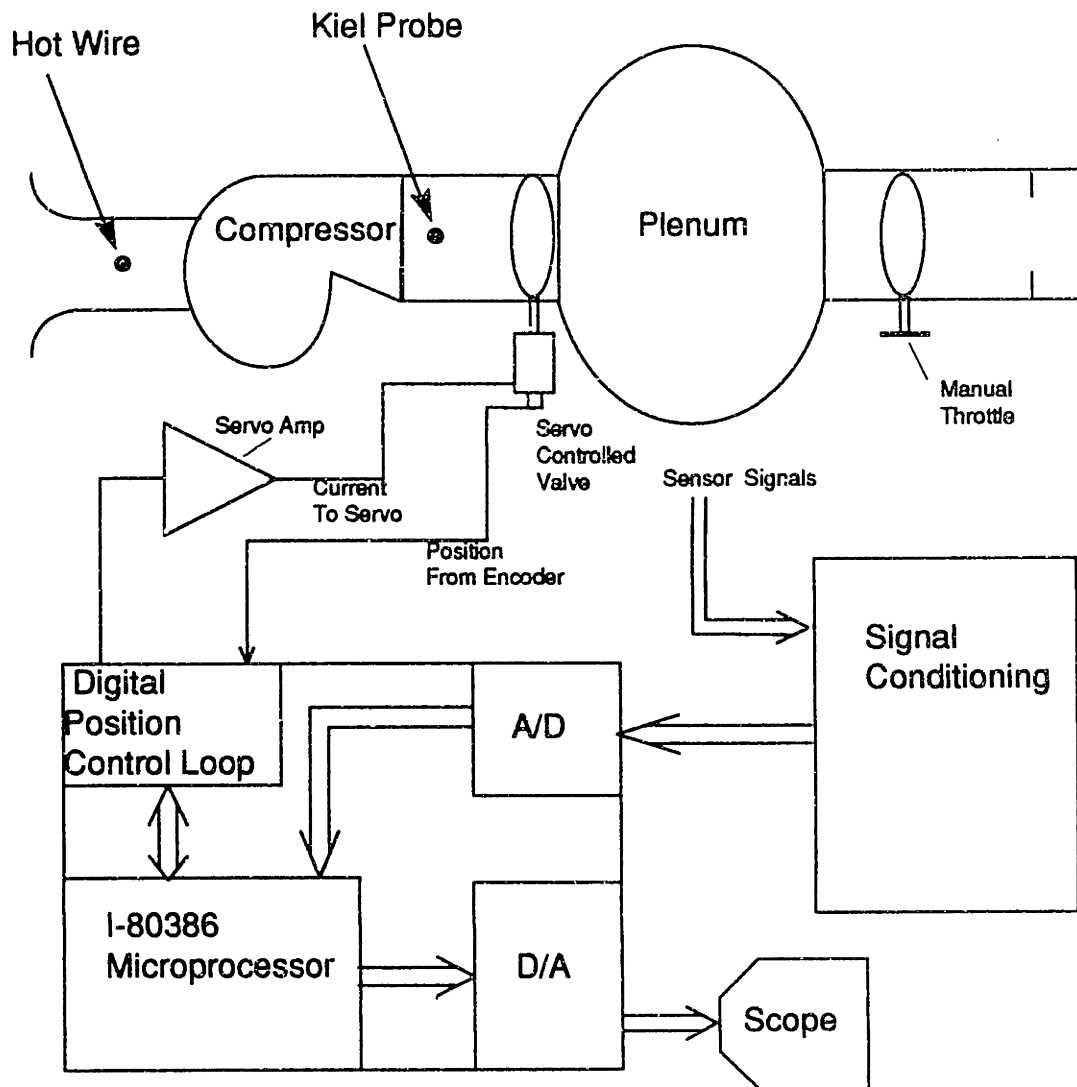 Hot Wire
Kiel Probe
Compressor
Plenum
Manual
Throttle
Servo Amp
Servo
Controlled
Valve
Current
To Servo
Sensor Signals
Position
From Encoder
Signal
Conditioning
Digital
Position
Control Loop
A/D
I-80386
Microprocessor
D/A
Scope